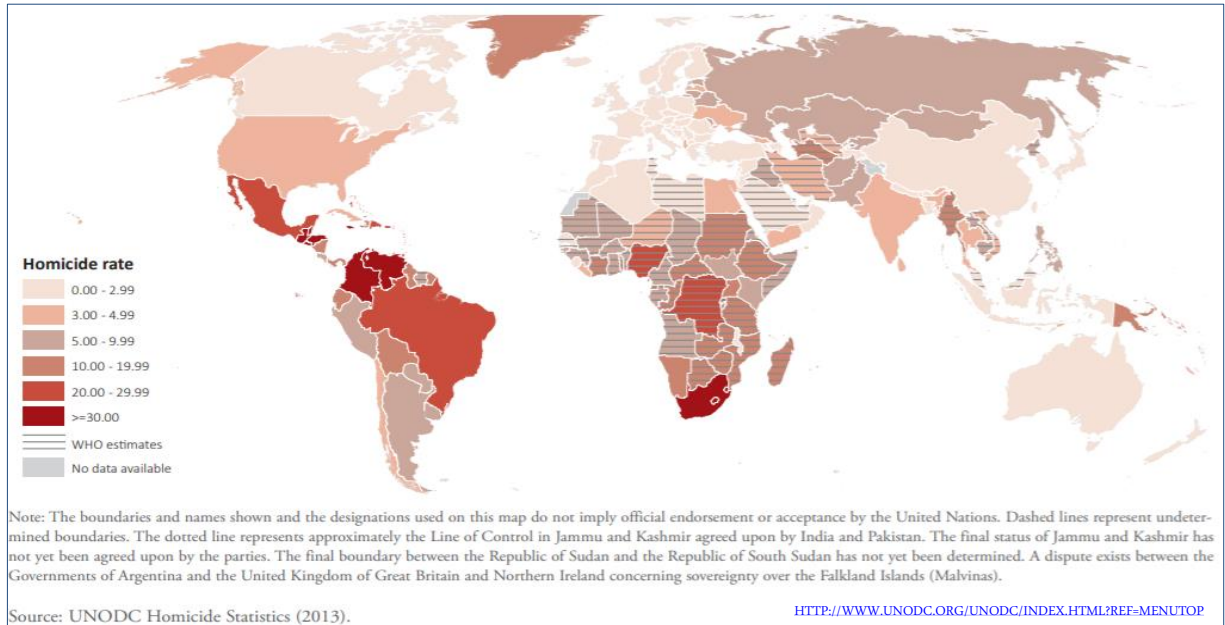 Homicide rate
0.00 - 2.99
3.00 - 4.99
5.00 - 9.99
10.00 - 19.99
20.00 - 29.99
>=30.00
WHO estimates
No data available
Note: The boundaries and names shown and the designations used on this map do not imply official endorsement or acceptance by the United Nations. Dashed lines represent undeter-
mined boundaries. The dotted line represents approximately the Line of Control in Jammu and Kashmir agreed upon by India and Pakistan. The final status of Jammu and Kashmir has
not yet been agreed upon by the parties. The final boundary between the Republic of Sudan and the Republic of South Sudan has not yet been determined. A dispute exists between the
Governments of Argentina and the United Kingdom of Great Britain and Northern Ireland concerning sovereignty over the Falkland Islands (Malvinas).
Source: UNODC Homicide Statistics (2013).
HTTP://WWW.UNODC.ORG/UNODC/INDEX.HTML?REF=MENUTOP